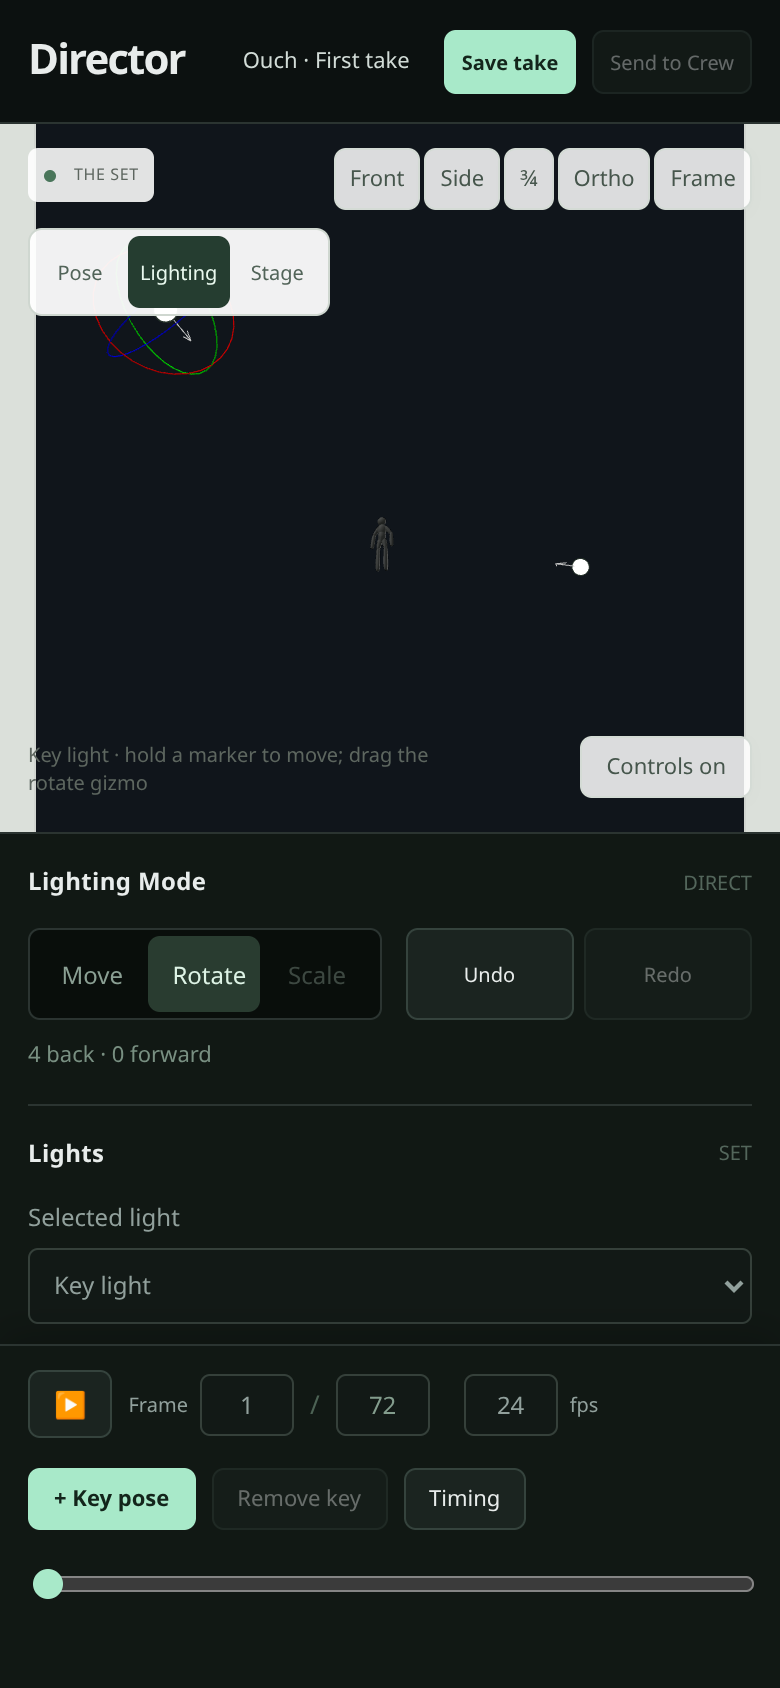 Director
Ouch · First take
Save take
Send to Crew
THE SET
Front
Side
¾
Ortho
Frame
Pose
Lighting
Stage
Key light · hold a marker to move; drag the
rotate gizmo
Controls on
Lighting Mode
DIRECT
Move
Rotate
Scale
Undo
Redo
4 back · 0 forward
Lights
SET
Selected light
Key light
Frame
1
/
72
24
fps
+ Key pose
Remove key
Timing